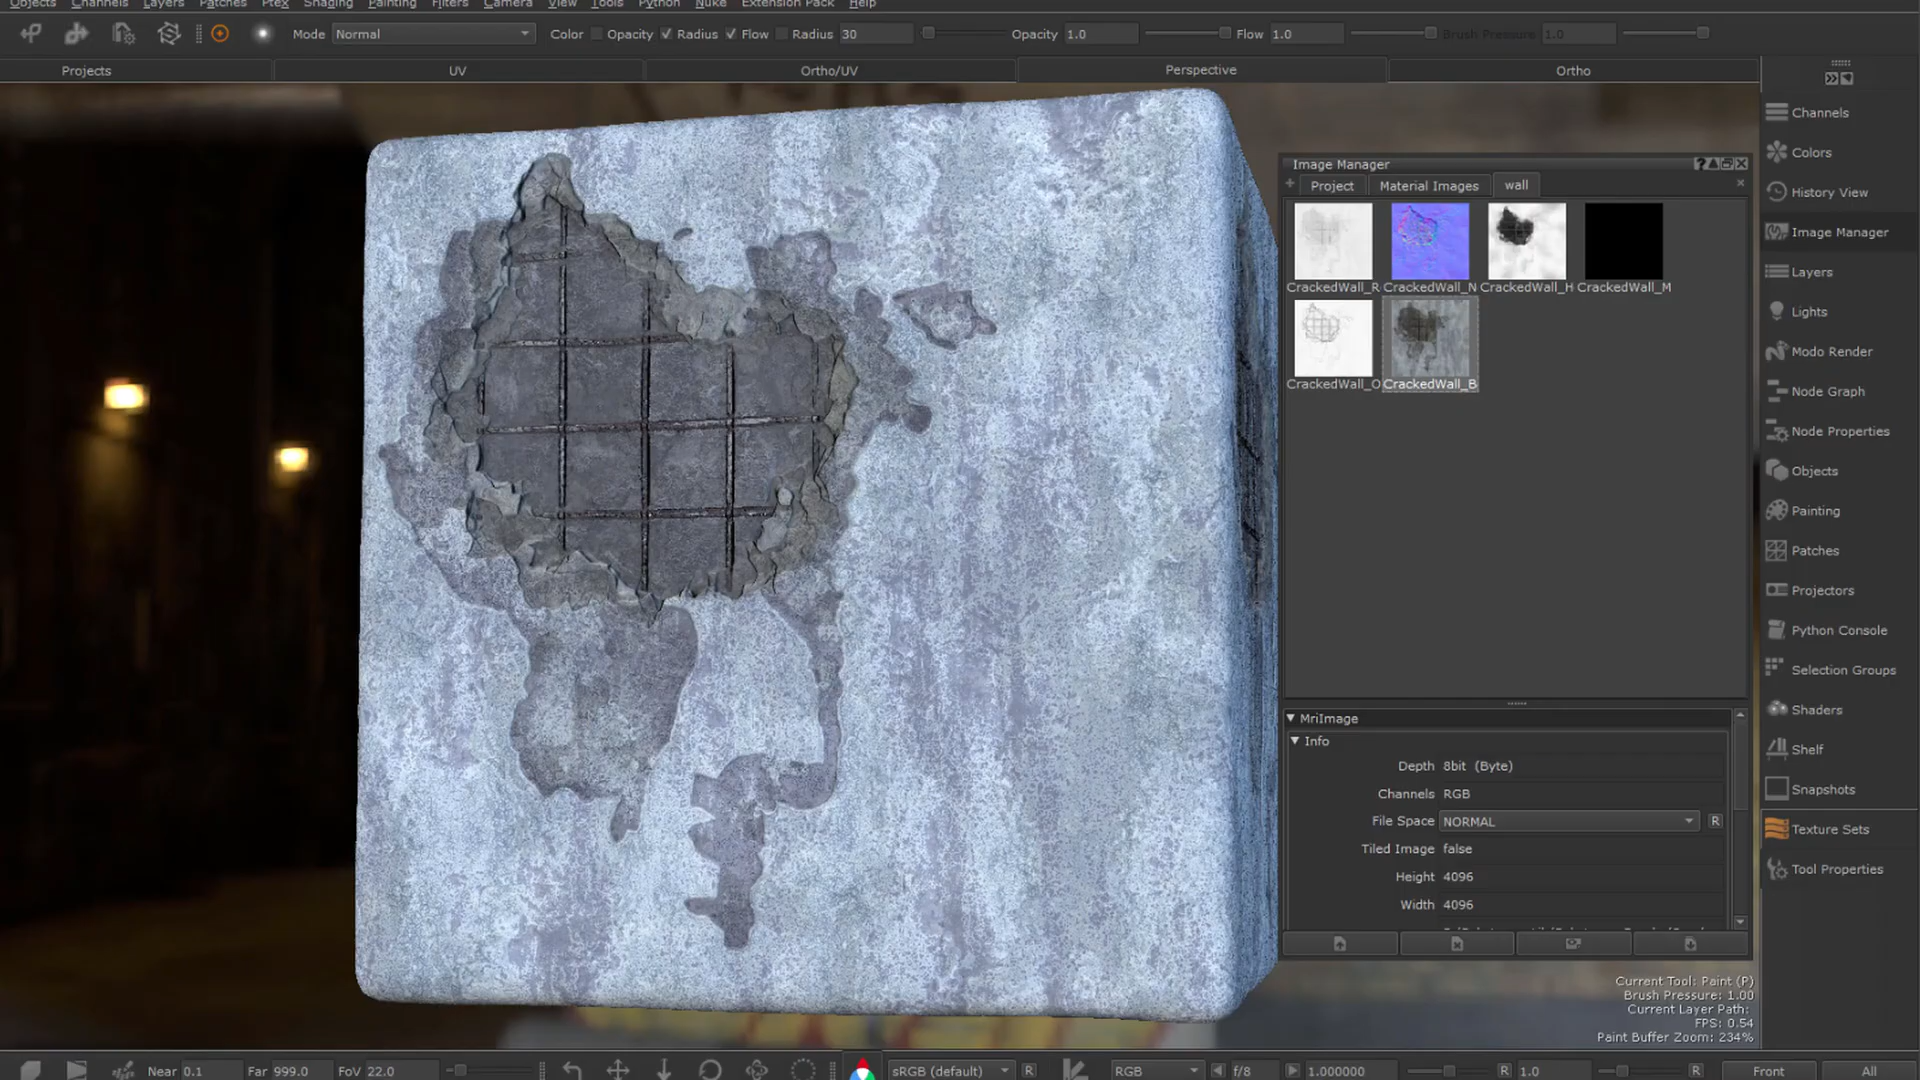 Objects Channels Layers Patches Ptex Shading Painting Filters Camera View Tools Python Nuke Extension Pack Help
Mode Normal Color Opacity Radius Flow Radius 30 Opacity 1.0 Flow 1.0 Brush Pressure 1.0
Projects UV Ortho/UV Perspective Ortho
Image Manager
Project Material Images wall
CrackedWall_R CrackedWall_N CrackedWall_H CrackedWall_M
CrackedWall_O CrackedWall_B
MriImage
Info
Depth 8bit (Byte)
Channels RGB
File Space NORMAL R
Tiled Image false
Height 4096
Width 4096
Channels
Colors
History View
Image Manager
Layers
Lights
Modo Render
Node Graph
Node Properties
Objects
Painting
Patches
Projectors
Python Console
Selection Groups
Shaders
Shelf
Snapshots
Texture Sets
Tool Properties
Current Tool: Paint (P)
Brush Pressure: 1.00
Current Layer Path:
FPS: 0.54
Paint Buffer Zoom: 234%
Near 0.1 Far 999.0 FoV 22.0 sRGB (default) R RGB f/8 1.000000 R 1.0 R Front All